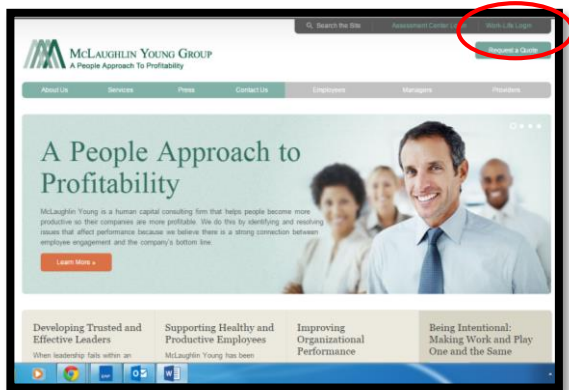 Search the Site
Assessment Center Login
Work-Life Login
McLaughlin Young Group
A People Approach To Profitability
Request a Quote
About Us
Services
Press
Contact Us
Employees
Managers
Providers
A People Approach to
Profitability
McLaughlin Young is a human capital consulting firm that helps people become more
productive so their companies are more profitable. We do this by identifying and resolving
issues that affect performance because we believe there is a strong connection between
employee engagement and the company's bottom line.
Learn More »
Developing Trusted and
Effective Leaders
When leadership fails within an
Supporting Healthy and
Productive Employees
McLaughlin Young has been
Improving
Organizational
Performance
Being Intentional:
Making Work and Play
One and the Same